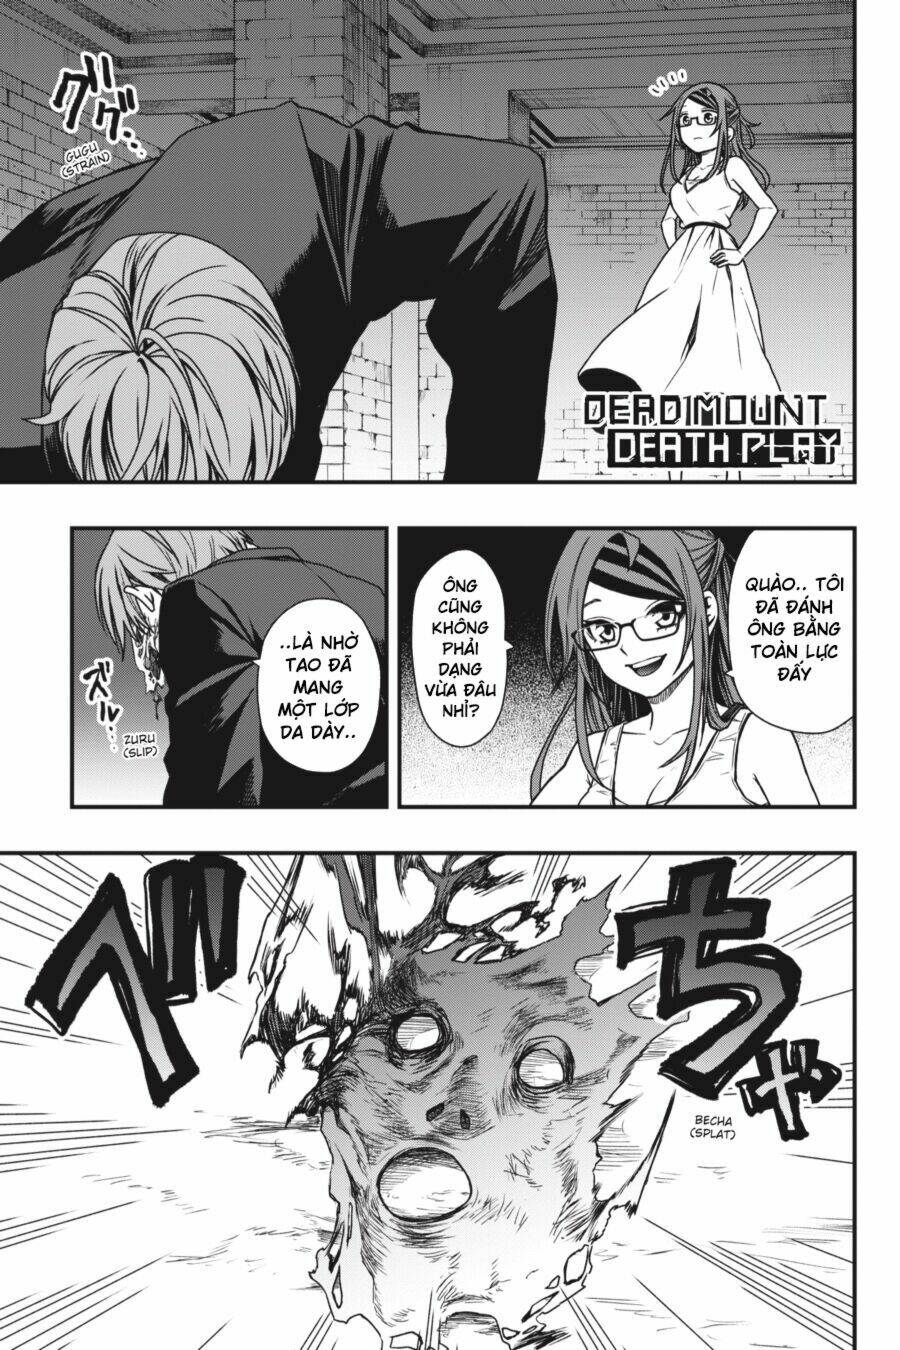 グググ...
GUGU
(STRAIN)
DEAD MOUNT
DEATH PLAY
QUÀO.. TÔI
ĐÃ ĐÁNH
ÔNG BẰNG
TOÀN LỰC
ĐẤY
ÔNG
CŨNG
KHÔNG
PHẢI
DẠNG
VỪA ĐÂU
NHỈ?
..LÀ NHỜ
TAO ĐÃ
MANG
MỘT LỚP
DA DÀY..
ズル...
ZURU
(SLIP)
べちゃ
BECHA
(SPLAT)